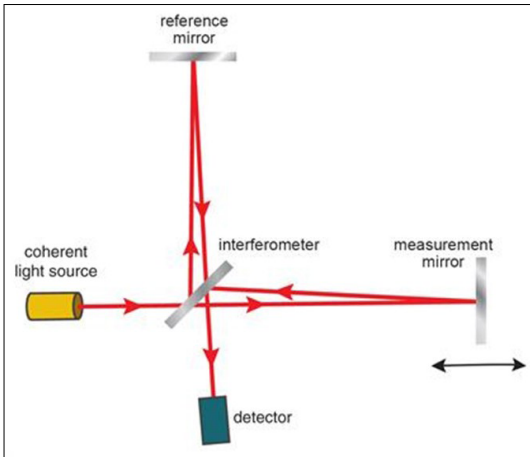 reference
mirror
interferometer
measurement
mirror
coherent
light source
detector